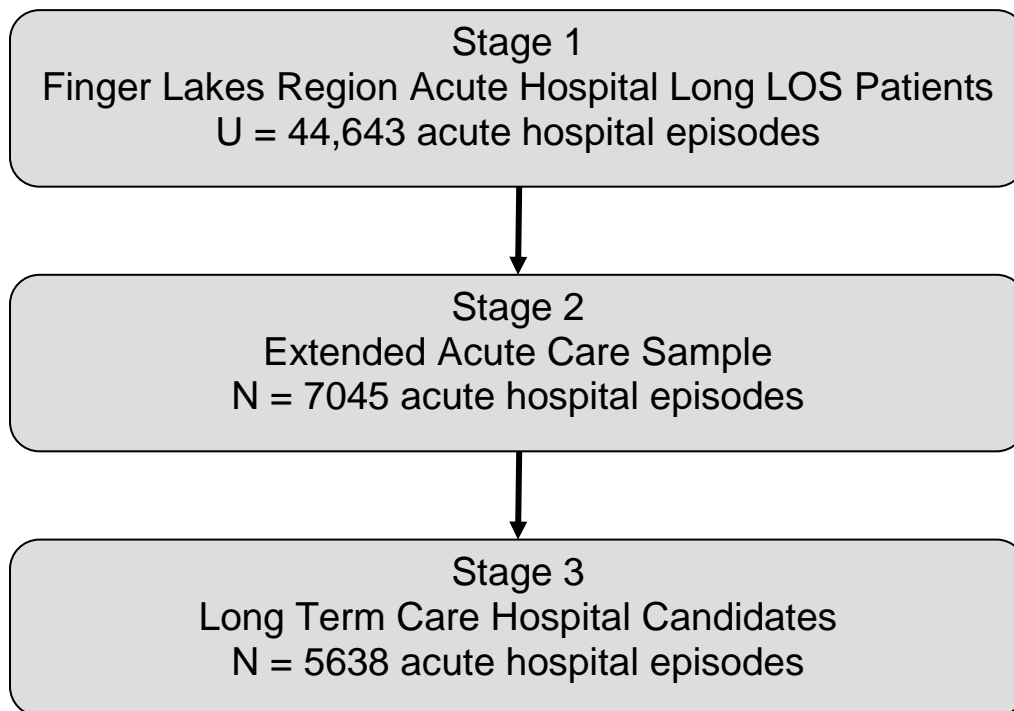 Stage 1
Finger Lakes Region Acute Hospital Long LOS Patients
U = 44,643 acute hospital episodes
Stage 2
Extended Acute Care Sample
N = 7045 acute hospital episodes
Stage 3
Long Term Care Hospital Candidates
N = 5638 acute hospital episodes